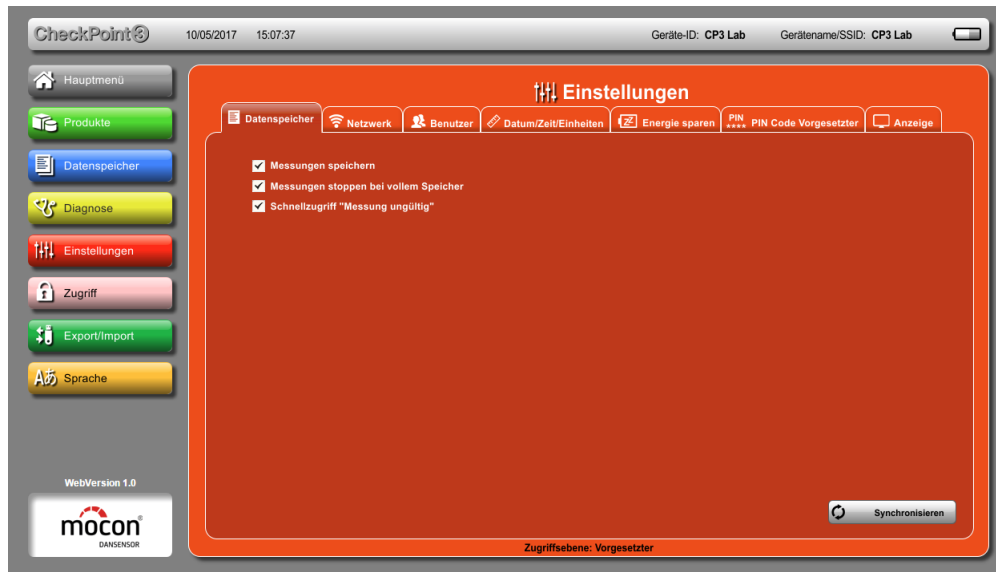 CheckPoint3 10/05/2017 15:07:37 Geräte-ID: CP3 Lab Gerätename/SSID: CP3 Lab
Hauptmenü
Produkte
Datenspeicher
Diagnose
Einstellungen
Zugriff
Export/Import
Aあ Sprache
WebVersion 1.0
mocon®
DANSENSOR
Einstellungen
Datenspeicher Netzwerk Benutzer Datum/Zeit/Einheiten Energie sparen PIN **** PIN Code Vorgesetzter Anzeige
Messungen speichern
Messungen stoppen bei vollem Speicher
Schnellzugriff "Messung ungültig"
Synchronisieren
Zugriffsebene: Vorgesetzter